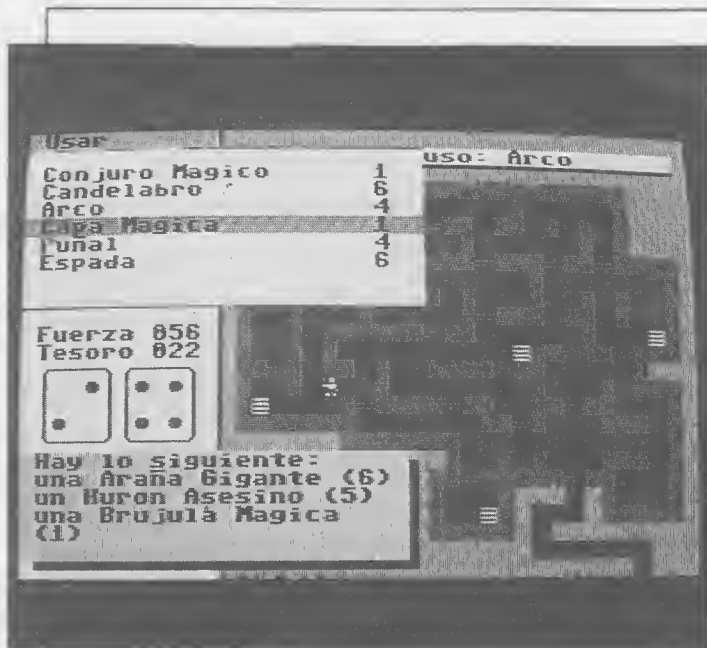 Usar
uso: Arco
Conjuro Magico 1
Candelabro 6
Arco 4
Magica 1
Puñal 4
Espada 6
Fuerza 056
Tesoro 022
Hay lo siguiente:
una Araña Gigante (6)
un Huron Asesino (5)
una Brujula Magica
(1)